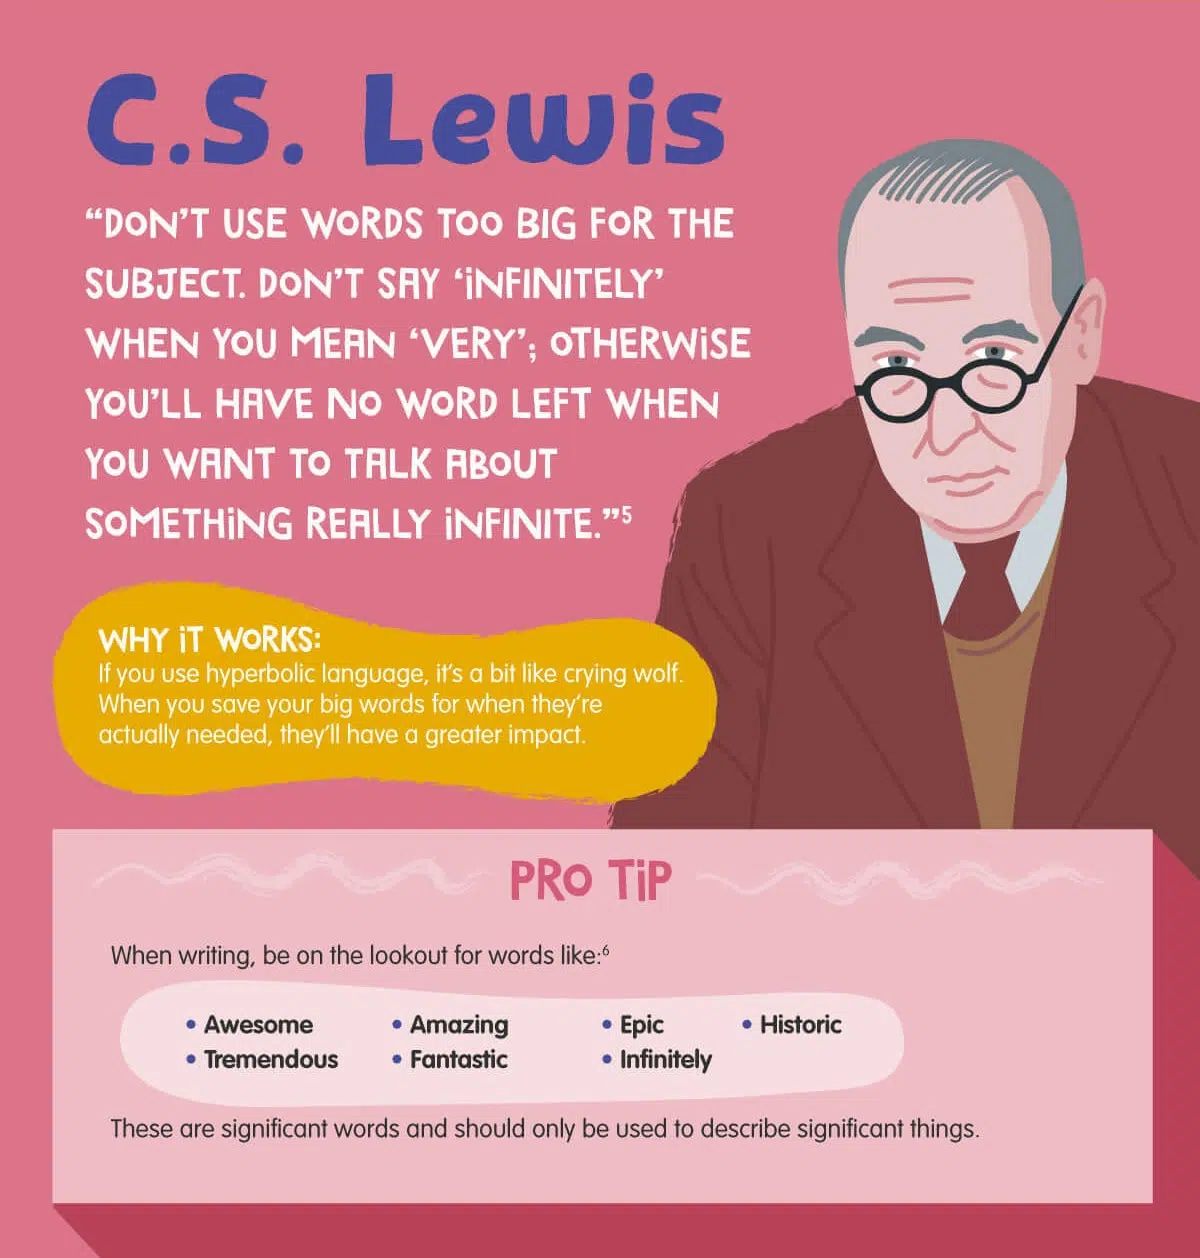 C.S. Lewis
“DON’T USE WORDS TOO BIG FOR THE
SUBJECT. DON’T SAY ‘INFINITELY’
WHEN YOU MEAN ‘VERY’; OTHERWISE
YOU’LL HAVE NO WORD LEFT WHEN
YOU WANT TO TALK ABOUT
SOMETHING REALLY INFINITE.”⁵
WHY IT WORKS:
If you use hyperbolic language, it’s a bit like crying wolf.
When you save your big words for when they’re
actually needed, they’ll have a greater impact.
PRO TIP
When writing, be on the lookout for words like:⁶
• Awesome • Amazing • Epic • Historic
• Tremendous • Fantastic • Infinitely
These are significant words and should only be used to describe significant things.